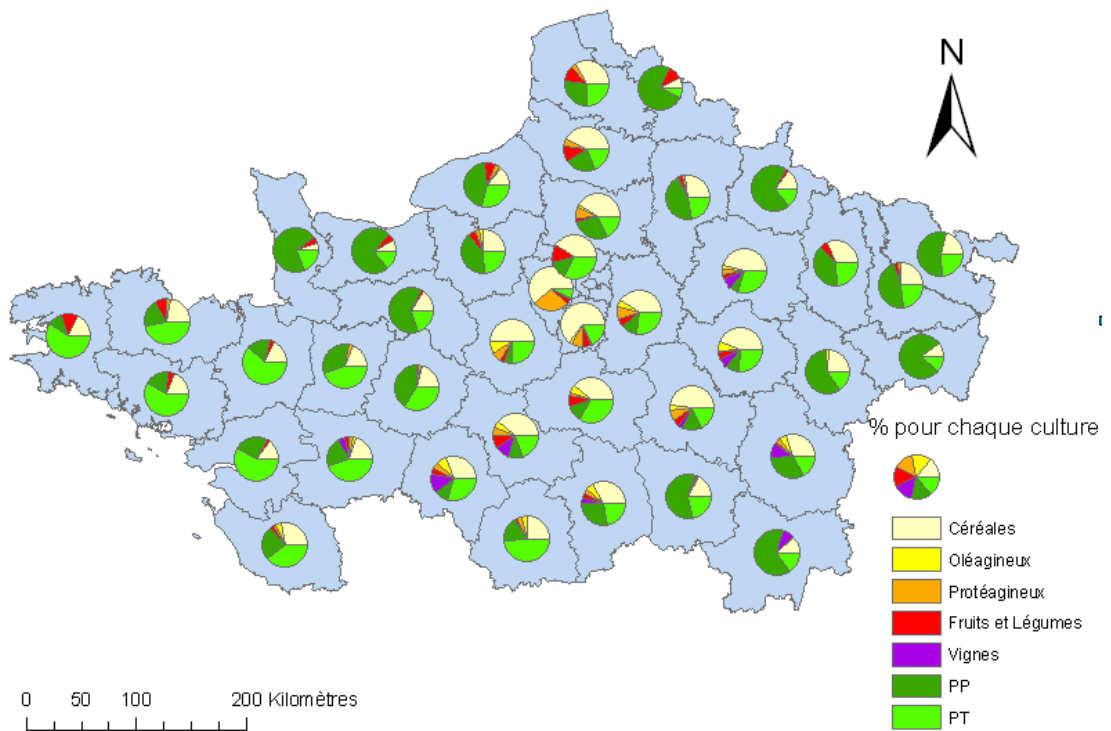 N
% pour chaque culture
Céréales
Oléagineux
Protéagineux
Fruits et Légumes
Vignes
PP
PT
0 50 100 200 Kilomètres